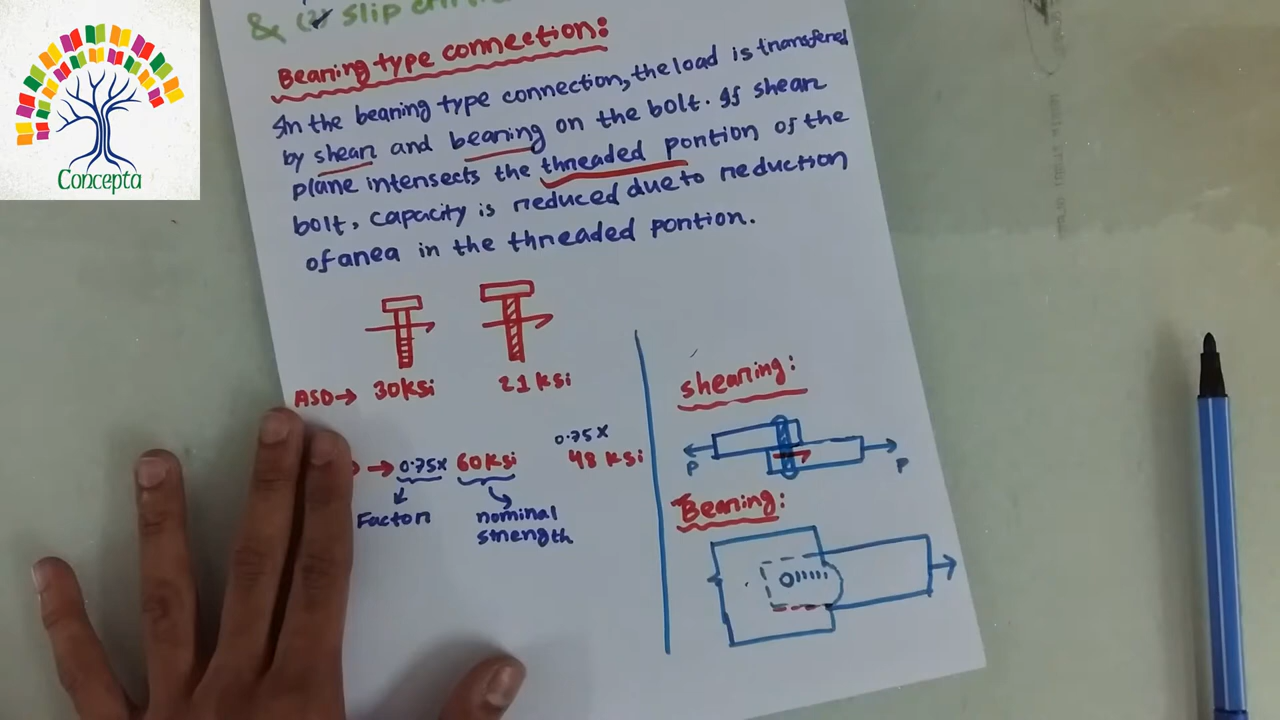 & (2) slip
Bearing type connection:
In the bearing type connection, the load is transfered
by shear and bearing on the bolt. If shear
plane intersects the threaded portion of the
bolt, capacity is reduced due to reduction
of area in the threaded portion.
ASD→ 30ksi 21ksi
→ 0.75x 60ksi 0.75x 48 ksi
Factor nominal
strength
shearing:
P P
Bearing:
Concepta